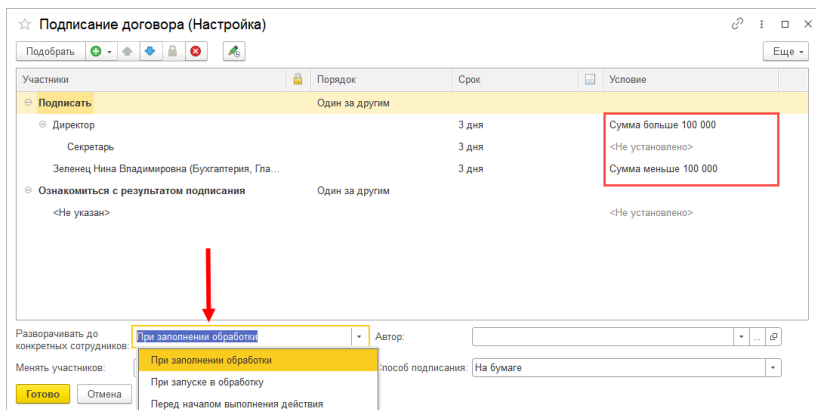 Подписание договора (Настройка)
Подобрать Еще
Участники Порядок Срок Условие
Подписать Один за другим
Директор 3 дня Сумма больше 100 000
Секретарь 3 дня <Не установлено>
Зеленец Нина Владимировна (Бухгалтерия, Гла... 3 дня Сумма меньше 100 000
Ознакомиться с результатом подписания Один за другим
<Не указан> <Не установлено>
Разворачивать до
конкретных сотрудников: При заполнении обработки Автор:
При заполнении обработки
Менять участников: Способ подписания: На бумаге
При запуске в обработку
Готово Отмена
Перед началом выполнения действия